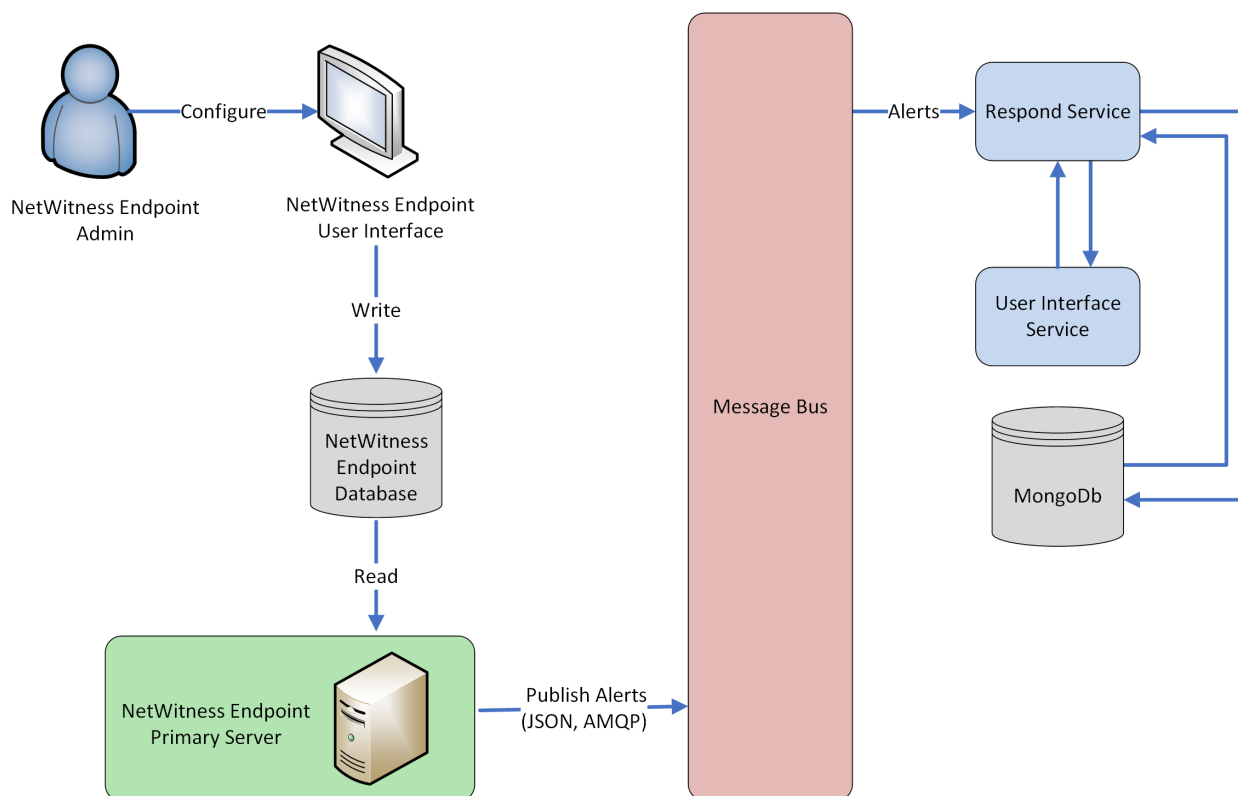 Configure
NetWitness Endpoint
Admin
NetWitness Endpoint
User Interface
Write
NetWitness
Endpoint
Database
Read
NetWitness Endpoint
Primary Server
Publish Alerts
(JSON, AMQP)
Message Bus
Alerts
Respond Service
User Interface
Service
MongoDb